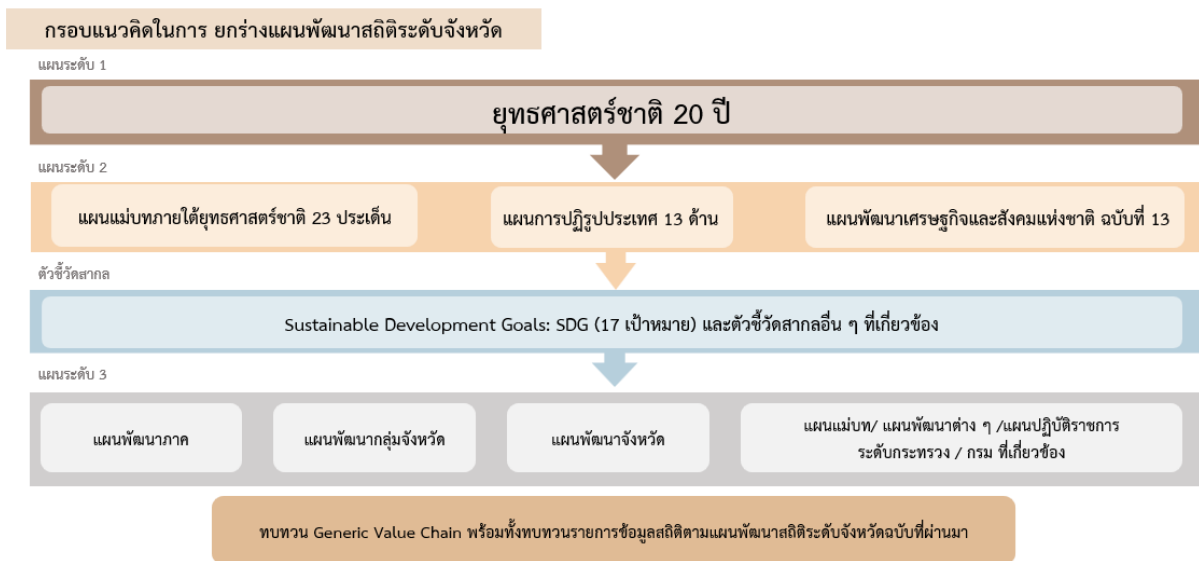 กรอบแนวคิดในการ ยกร่างแผนพัฒนาสถิติระดับจังหวัด
แผนระดับ 1
ยุทธศาสตร์ชาติ 20 ปี
แผนระดับ 2
แผนแม่บทภายใต้ยุทธศาสตร์ชาติ 23 ประเด็น
แผนการปฏิรูปประเทศ 13 ด้าน
แผนพัฒนาเศรษฐกิจและสังคมแห่งชาติ ฉบับที่ 13
ตัวชี้วัดสากล
Sustainable Development Goals: SDG (17 เป้าหมาย) และตัวชี้วัดสากลอื่น ๆ ที่เกี่ยวข้อง
แผนระดับ 3
แผนพัฒนาภาค
แผนพัฒนากลุ่มจังหวัด
แผนพัฒนาจังหวัด
แผนแม่บท/ แผนพัฒนาต่าง ๆ /แผนปฏิบัติราชการ
ระดับกระทรวง / กรม ที่เกี่ยวข้อง
ทบทวน Generic Value Chain พร้อมทั้งทบทวนรายการข้อมูลสถิติตามแผนพัฒนาสถิติระดับจังหวัดฉบับที่ผ่านมา